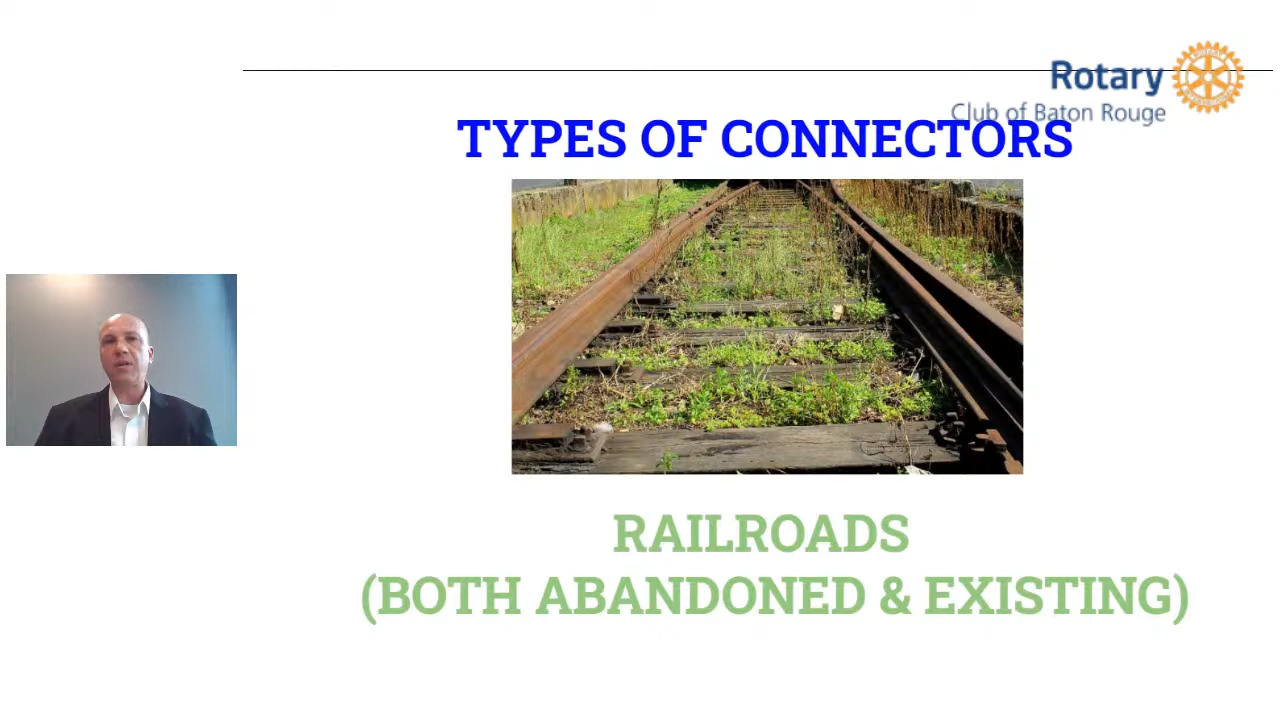 Rotary
Club of Baton Rouge
TYPES OF CONNECTORS
RAILROADS
(BOTH ABANDONED & EXISTING)